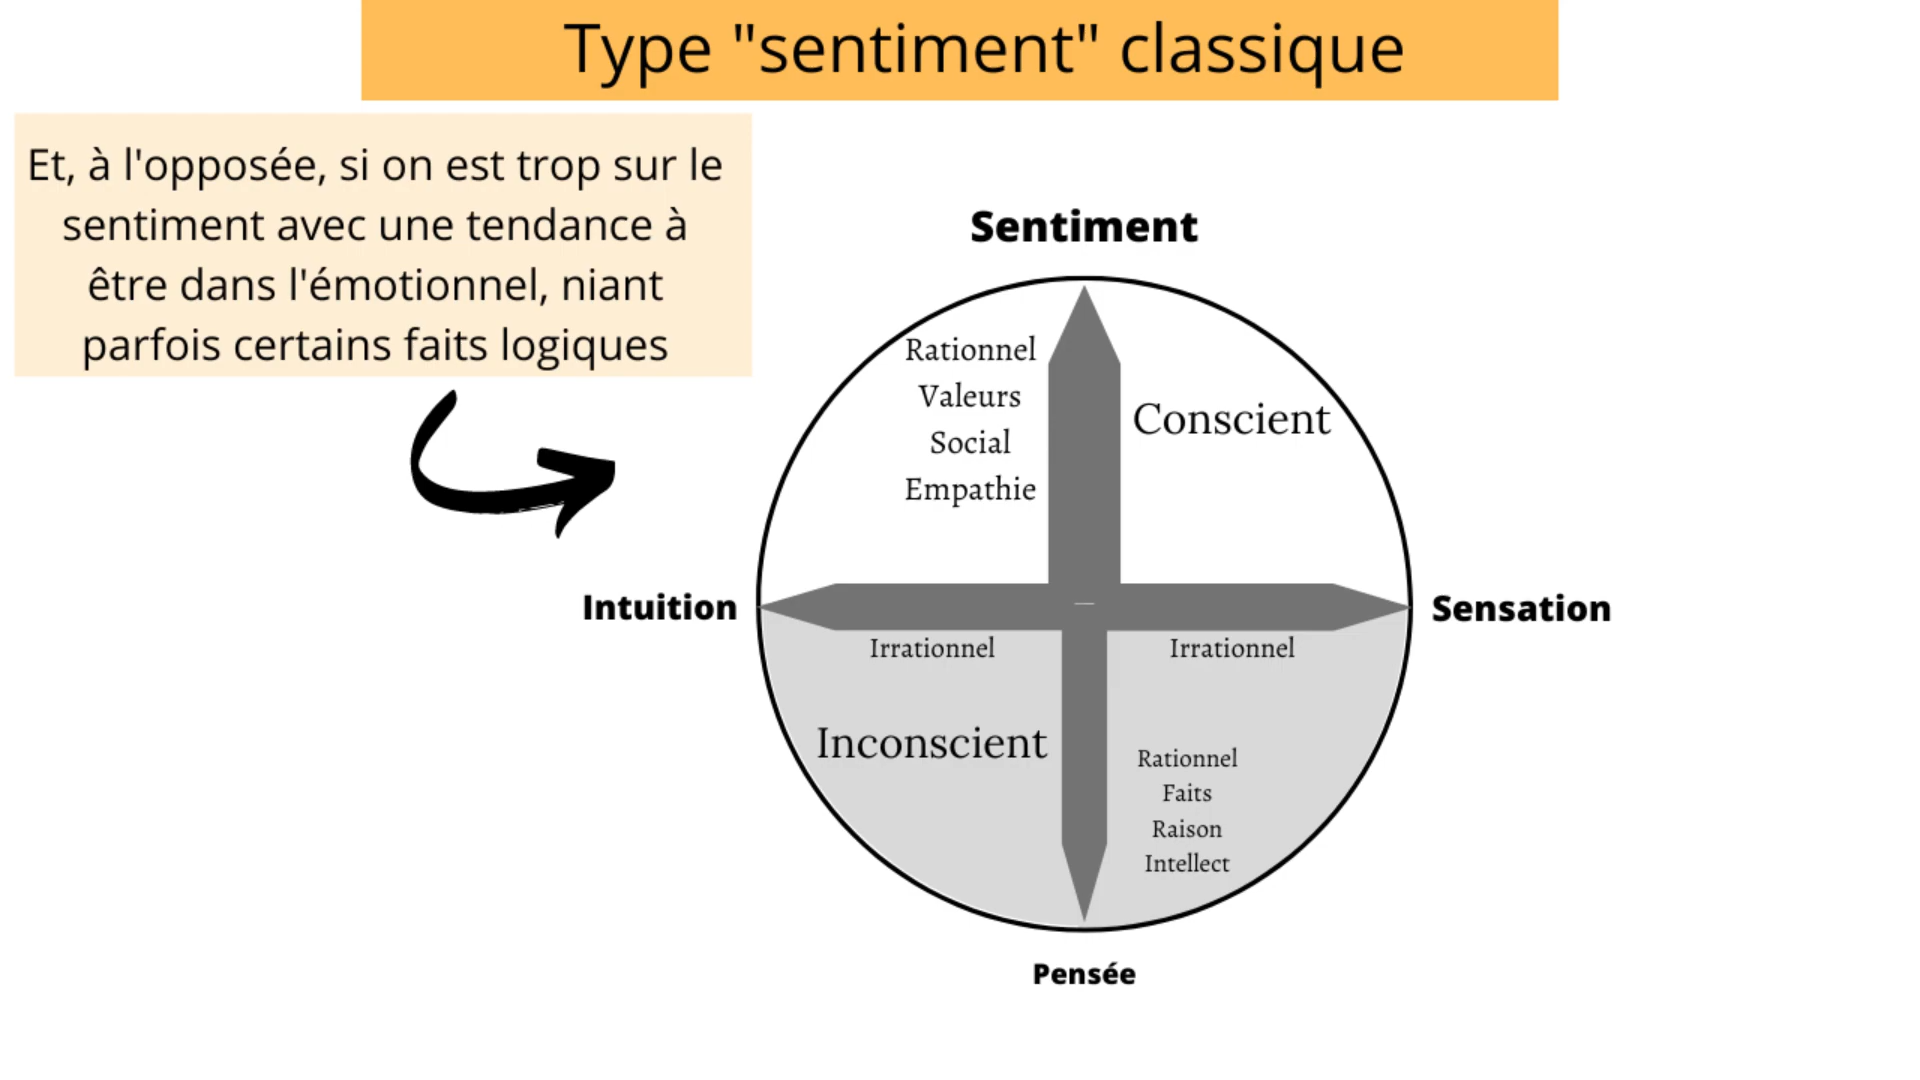 Type "sentiment" classique
Et, à l'opposée, si on est trop sur le
sentiment avec une tendance à
être dans l'émotionnel, niant
parfois certains faits logiques
Sentiment
Rationnel
Valeurs
Social
Empathie
Conscient
Intuition
Sensation
Irrationnel
Irrationnel
Inconscient
Rationnel
Faits
Raison
Intellect
Pensée